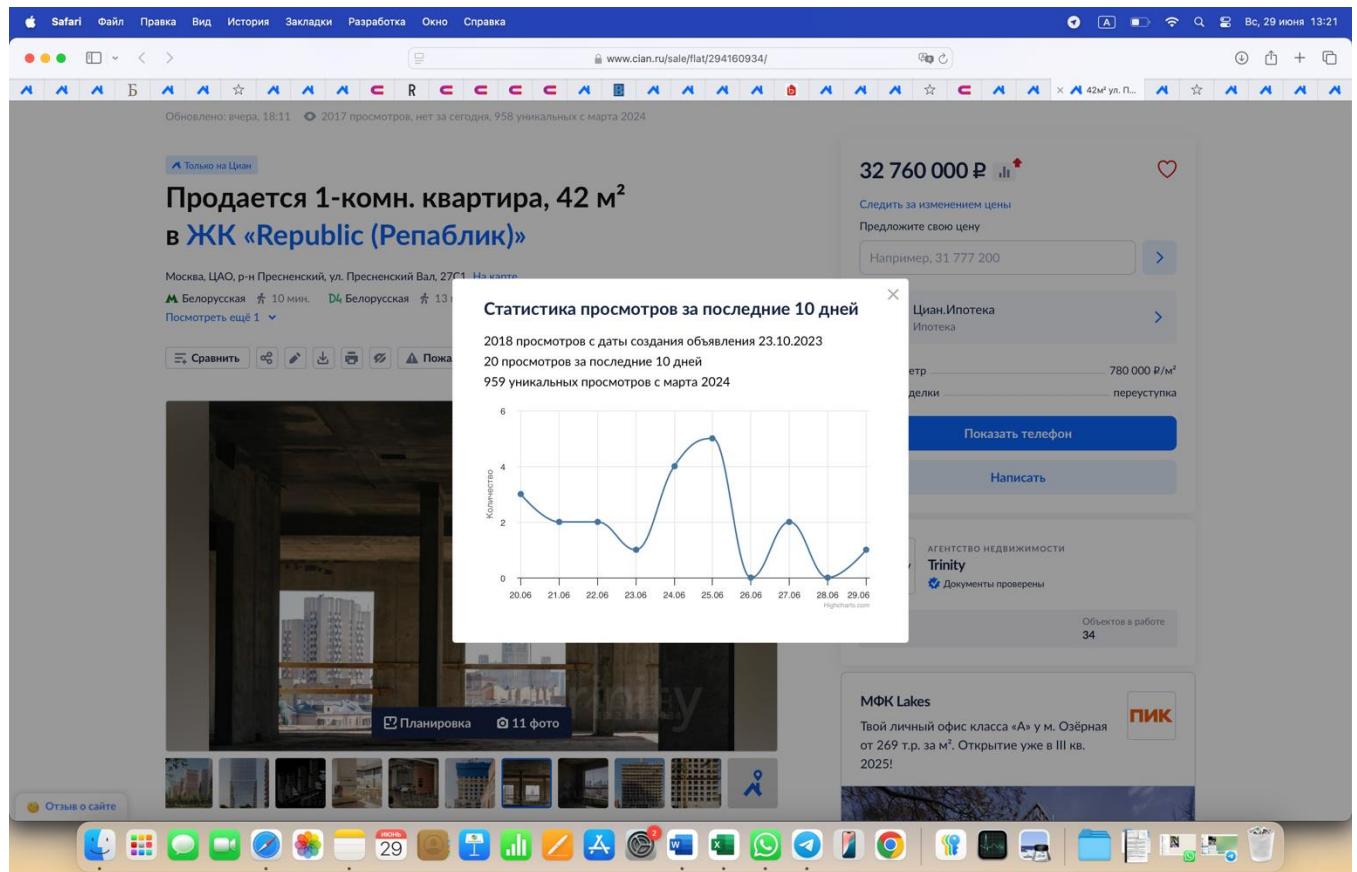 Safari Файл Правка Вид История Закладки Разработка Окно Справка
A
Вс, 29 июня 13:21
www.cian.ru/sale/flat/294160934/
42м² ул. П...
Обновлено: вчера, 18:11 2017 просмотров, нет за сегодня, 958 уникальных с марта 2024
Только на Циан
Продается 1-комн. квартира, 42 м²
в ЖК «Republic (Репаблик)»
Москва, ЦАО, р-н Пресненский, ул. Пресненский Вал, 27С1 На карте
Белорусская 10 мин. D4 Белорусская 13
Посмотреть ещё 1
Сравнить
Пожа
32 760 000 ₽
Следить за изменением цены
Предложите свою цену
Например, 31 777 200
Циан.Ипотека
Ипотека
етр 780 000 ₽/м²
делки переуступка
Показать телефон
Написать
АГЕНТСТВО НЕДВИЖИМОСТИ
Trinity
Документы проверены
Объектов в работе
34
МФК Lakes
Твой личный офис класса «А» у м. Озёрная
от 269 т.р. за м². Открытие уже в III кв.
2025!
ПИК
Статистика просмотров за последние 10 дней
2018 просмотров с даты создания объявления 23.10.2023
20 просмотров за последние 10 дней
959 уникальных просмотров с марта 2024
Количество
6
4
2
0
20.06 21.06 22.06 23.06 24.06 25.06 26.06 27.06 28.06 29.06
Highcharts.com
Trinity
Планировка 11 фото
Отзыв о сайте
ИЮНЬ
29
2